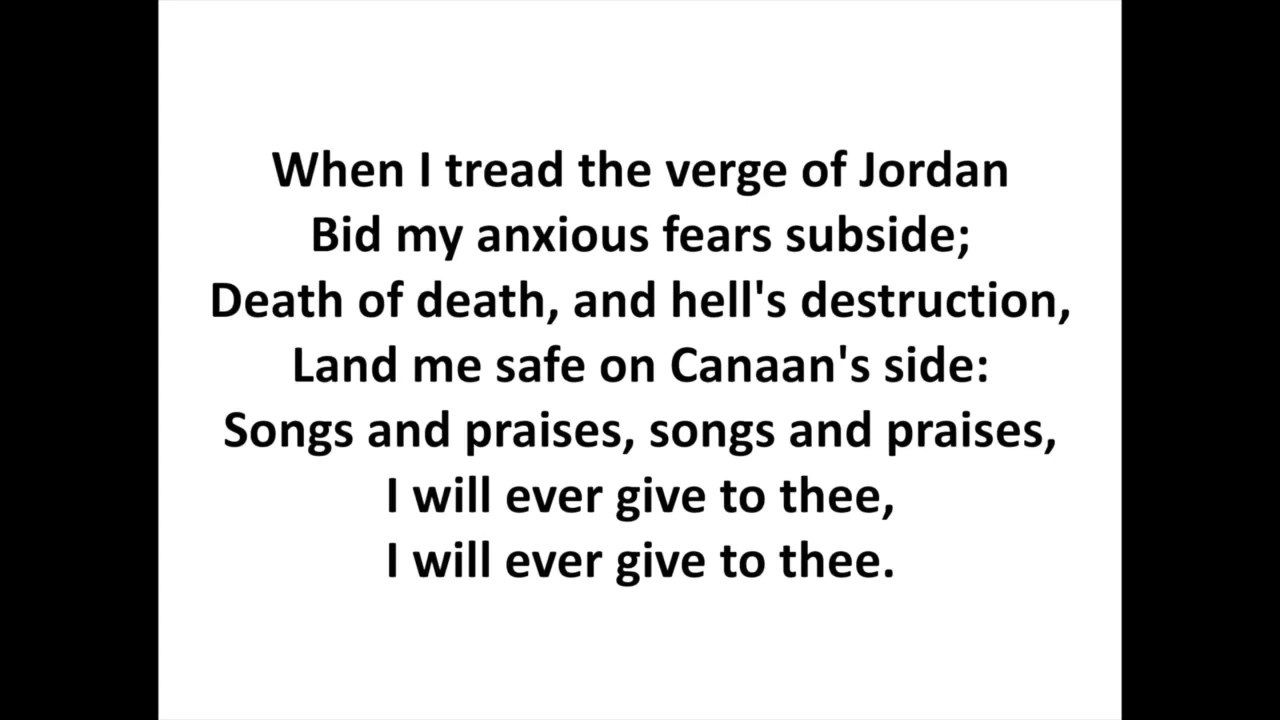 When I tread the verge of Jordan
Bid my anxious fears subside;
Death of death, and hell's destruction,
Land me safe on Canaan's side:
Songs and praises, songs and praises,
I will ever give to thee,
I will ever give to thee.